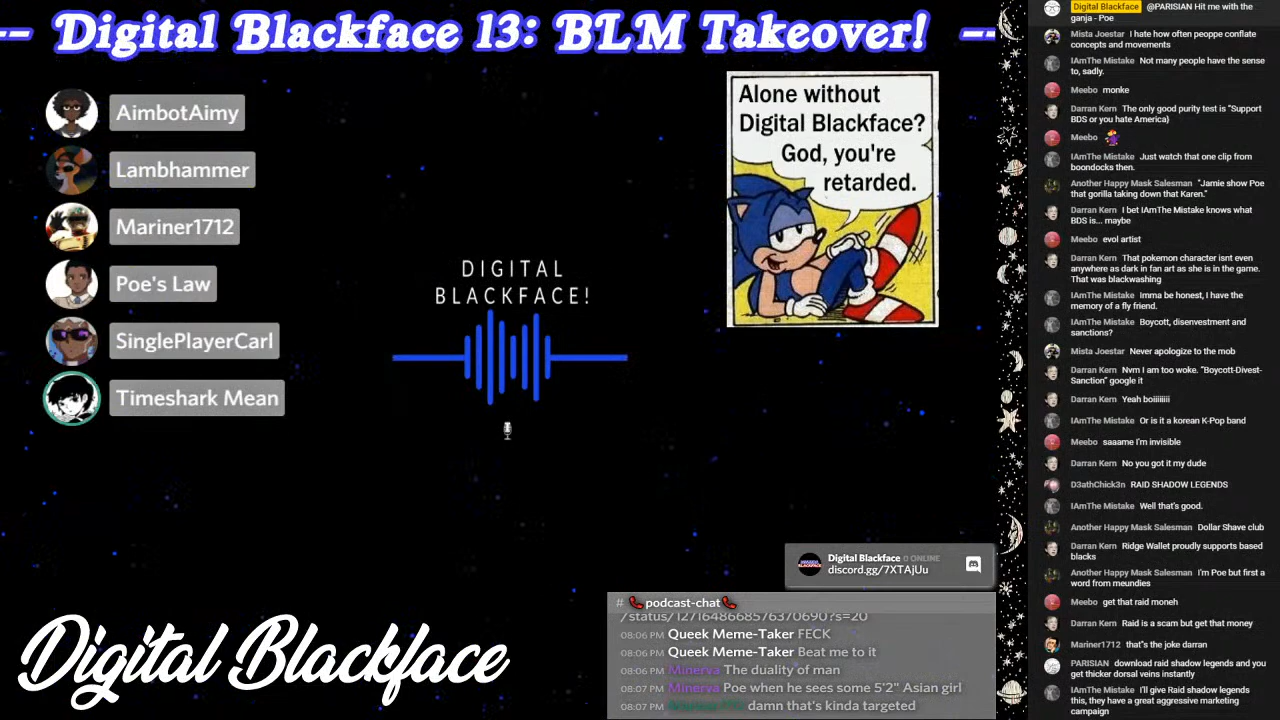 -- Digital Blackface 13: BLM Takeover! --
AimbotAimy
Lambhammer
Mariner1712
Poe's Law
SinglePlayerCarl
Timeshark Mean
DIGITAL
BLACKFACE!
Alone without
Digital Blackface?
God, you're
retarded.
Digital Blackface
Digital Blackface 0 ONLINE
discord.gg/7XTAjUu
# 📞podcast-chat📞
/status/1271648668576370690?s=20
08:06 PM Queek Meme-Taker FECK
08:06 PM Queek Meme-Taker Beat me to it
08:06 PM Minerva The duality of man
08:07 PM Minerva Poe when he sees some 5'2" Asian girl
08:07 PM damn that's kinda targeted
Digital Blackface @PARISIAN Hit me with the
ganja - Poe
Mista Joestar I hate how often peoppe conflate
concepts and movements
IAmThe Mistake Not many people have the sense
to, sadly.
Meebo monke
Darran Kern The only good purity test is "Support
BDS or you hate America)
Meebo
IAmThe Mistake Just watch that one clip from
boondocks then.
Another Happy Mask Salesman "Jamie show Poe
that gorilla taking down that Karen."
Darran Kern I bet IAmThe Mistake knows what
BDS is... maybe
Meebo evol artist
Darran Kern That pokemon character isnt even
anywhere as dark in fan art as she is in the game.
That was blackwashing
IAmThe Mistake Imma be honest, I have the
memory of a fly friend.
IAmThe Mistake Boycott, disenvestment and
sanctions?
Mista Joestar Never apologize to the mob
Darran Kern Nvm I am too woke. "Boycott-Divest-
Sanction" google it
Darran Kern Yeah boiiiiiiii
IAmThe Mistake Or is it a korean K-Pop band
Meebo saaame I'm invisible
Darran Kern No you got it my dude
D3athChick3n RAID SHADOW LEGENDS
IAmThe Mistake Well that's good.
Another Happy Mask Salesman Dollar Shave club
Darran Kern Ridge Wallet proudly supports based
blacks
Another Happy Mask Salesman I'm Poe but first a
word from meundies
Meebo get that raid moneh
Darran Kern Raid is a scam but get that money
Mariner1712 that"s the joke darran
PARISIAN download raid shadow legends and you
get thicker dorsal veins instantly
IAmThe Mistake I'll give Raid shadow legends
this, they have a great aggressive marketing
campaign